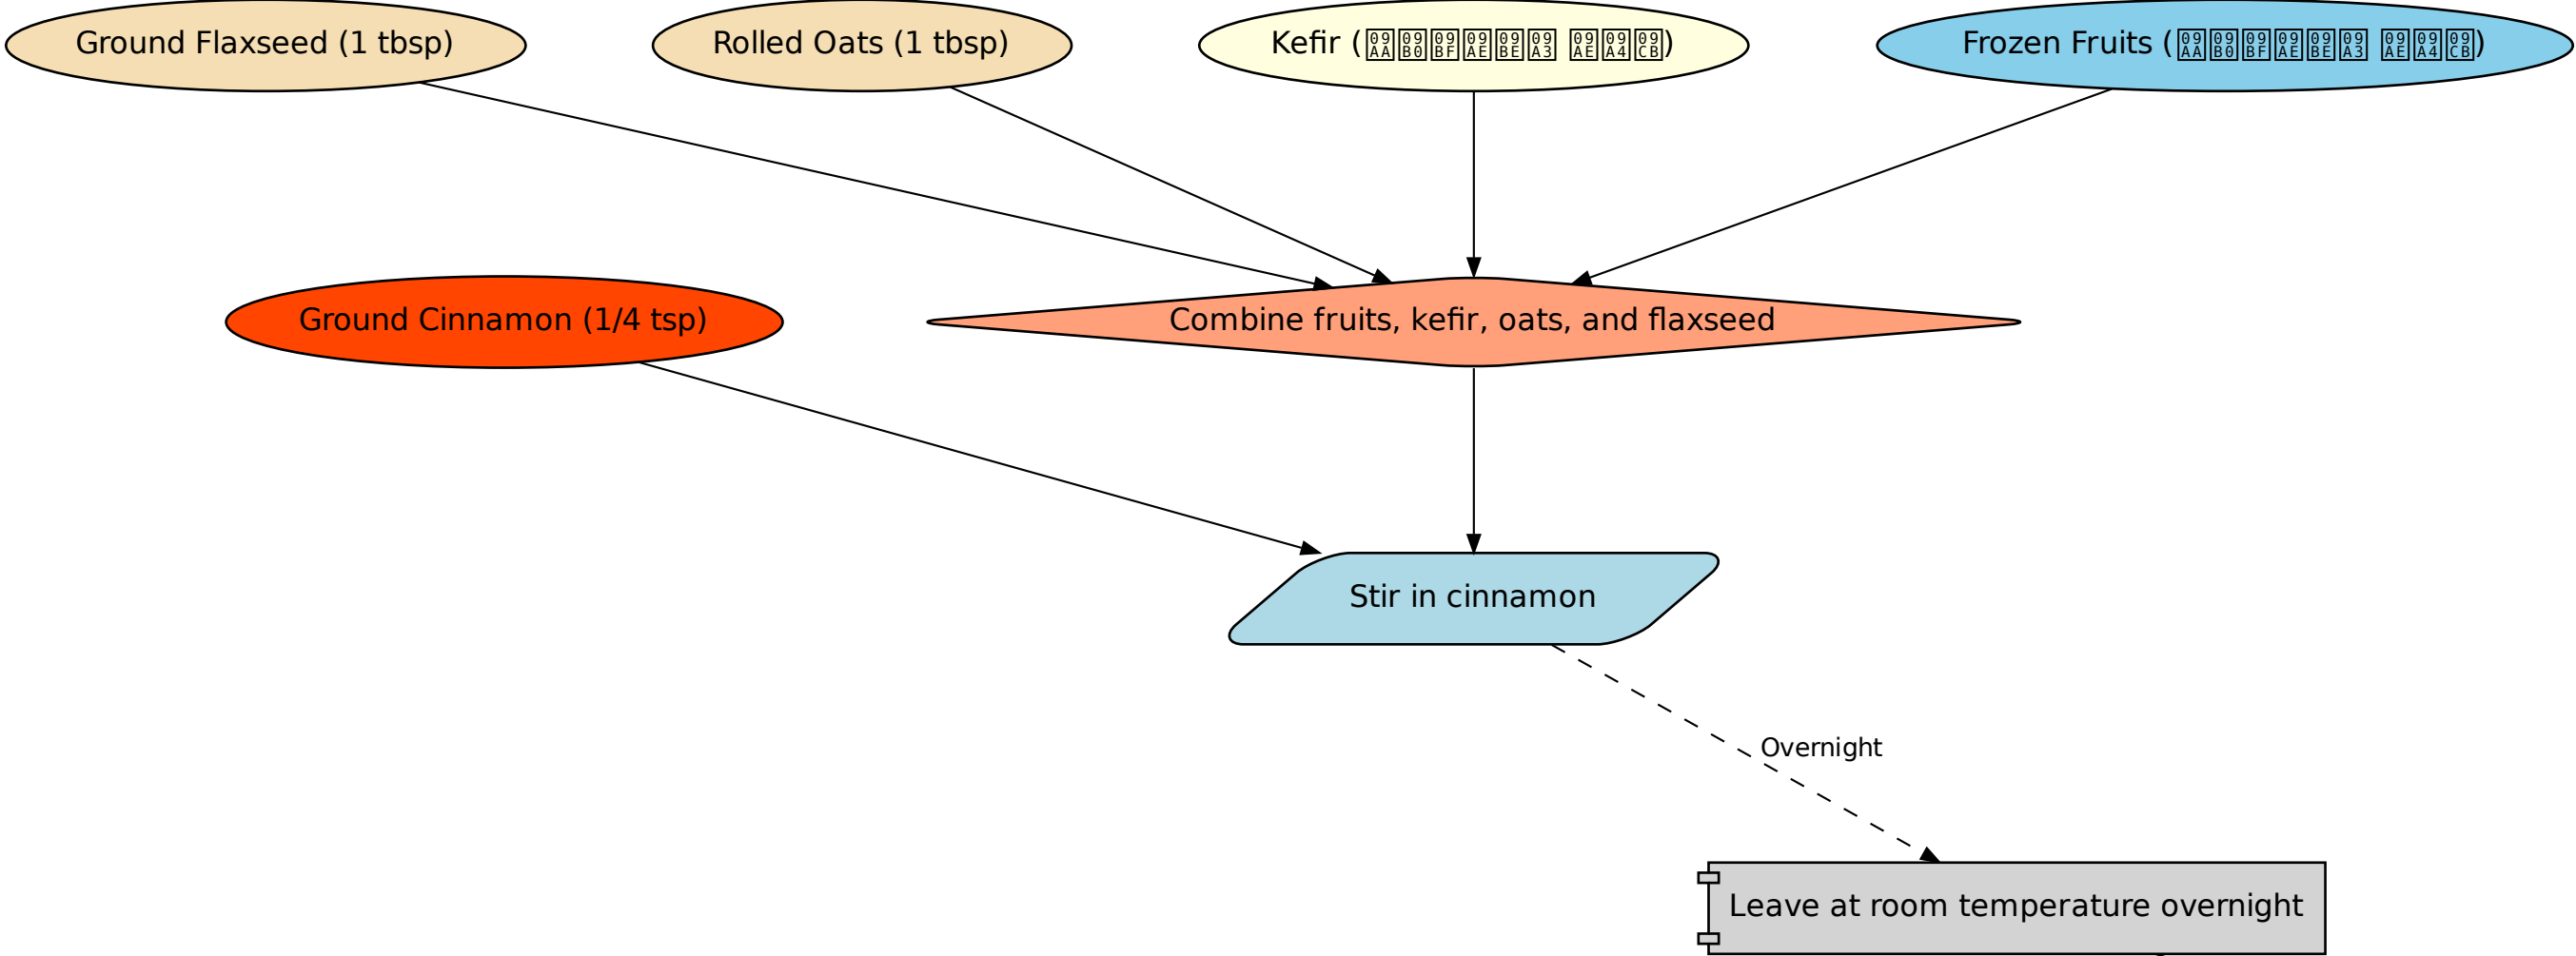 Ground Flaxseed (1 tbsp)
Rolled Oats (1 tbsp)
Kefir ( )
Frozen Fruits ( )
Ground Cinnamon (1/4 tsp)
Combine fruits, kefir, oats, and flaxseed
Stir in cinnamon
Overnight
Leave at room temperature overnight